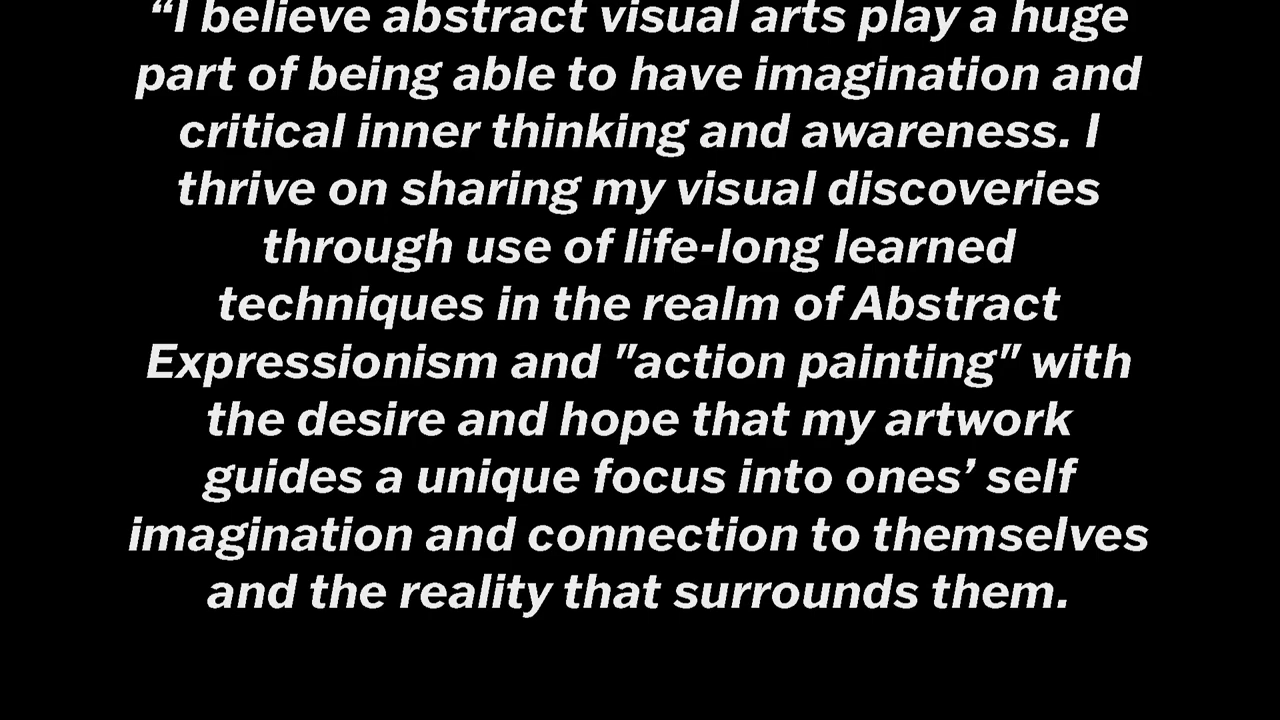 “I believe abstract visual arts play a huge
part of being able to have imagination and
critical inner thinking and awareness. I
thrive on sharing my visual discoveries
through use of life-long learned
techniques in the realm of Abstract
Expressionism and "action painting" with
the desire and hope that my artwork
guides a unique focus into ones’ self
imagination and connection to themselves
and the reality that surrounds them.